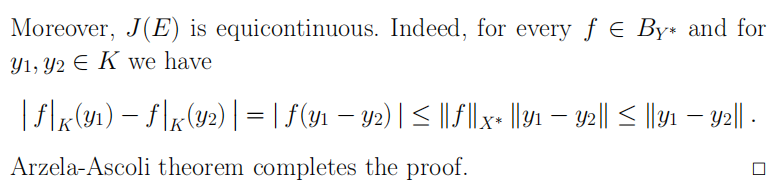 Moreover, J(E) is equicontinuous. Indeed, for every f ∈ B_{Y*} and for
y₁, y₂ ∈ K we have
| f|_K(y₁) − f|_K(y₂) | = | f(y₁ − y₂) | ≤ ‖f‖_{X*} ‖y₁ − y₂‖ ≤ ‖y₁ − y₂‖ .
Arzela-Ascoli theorem completes the proof. □